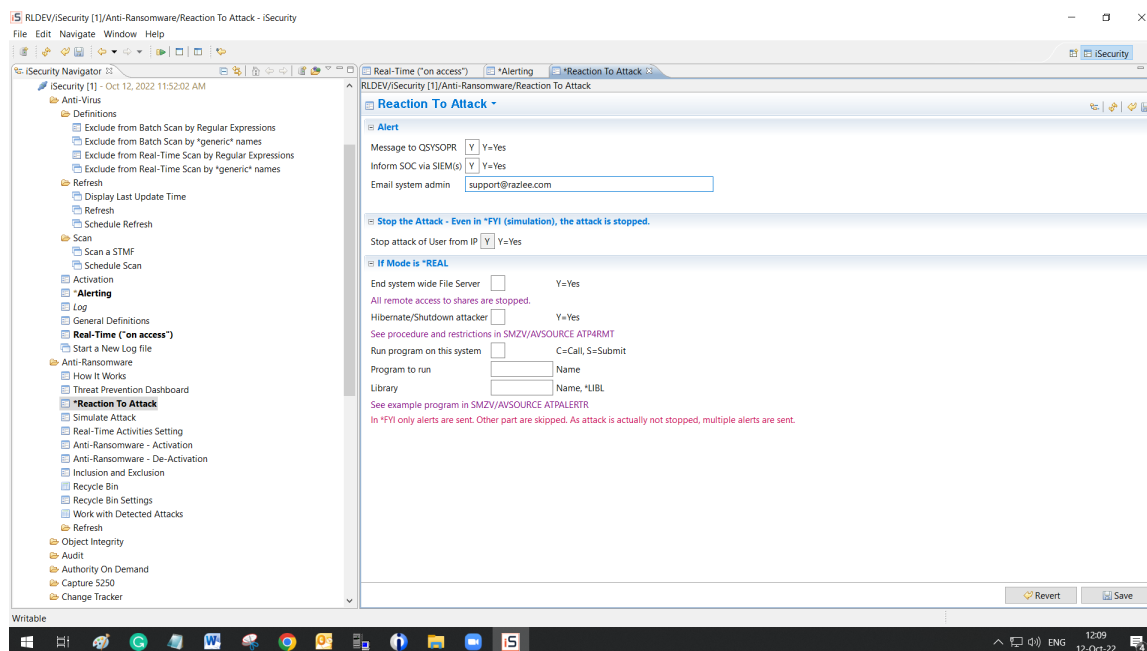 iS RLDEV/iSecurity [1]/Anti-Ransomware/Reaction To Attack - iSecurity
File Edit Navigate Window Help
iSecurity
iSecurity Navigator
iSecurity [1] - Oct 12, 2022 11:52:02 AM
Anti-Virus
Definitions
Exclude from Batch Scan by Regular Expressions
Exclude from Batch Scan by *generic* names
Exclude from Real-Time Scan by Regular Expressions
Exclude from Real-Time Scan by *generic* names
Refresh
Display Last Update Time
Refresh
Schedule Refresh
Scan
Scan a STMF
Schedule Scan
Activation
*Alerting
Log
General Definitions
Real-Time ("on access")
Start a New Log file
Anti-Ransomware
How It Works
Threat Prevention Dashboard
*Reaction To Attack
Simulate Attack
Real-Time Activities Setting
Anti-Ransomware - Activation
Anti-Ransomware - De-Activation
Inclusion and Exclusion
Recycle Bin
Recycle Bin Settings
Work with Detected Attacks
Refresh
Object Integrity
Audit
Authority On Demand
Capture 5250
Change Tracker
Real-Time ("on access") *Alerting *Reaction To Attack
RLDEV/iSecurity [1]/Anti-Ransomware/Reaction To Attack
Reaction To Attack
Alert
Message to QSYSOPR Y Y=Yes
Inform SOC via SIEM(s) Y Y=Yes
Email system admin support@razlee.com
Stop the Attack - Even in *FYI (simulation), the attack is stopped.
Stop attack of User from IP Y Y=Yes
If Mode is *REAL
End system wide File Server Y=Yes
All remote access to shares are stopped.
Hibernate/Shutdown attacker Y=Yes
See procedure and restrictions in SMZV/AVSOURCE ATP4RMT
Run program on this system C=Call, S=Submit
Program to run Name
Library Name, *LIBL
See example program in SMZV/AVSOURCE ATPALERTR
In *FYI only alerts are sent. Other part are skipped. As attack is actually not stopped, multiple alerts are sent.
Revert Save
Writable
iS ENG 12:09
12-Oct-22